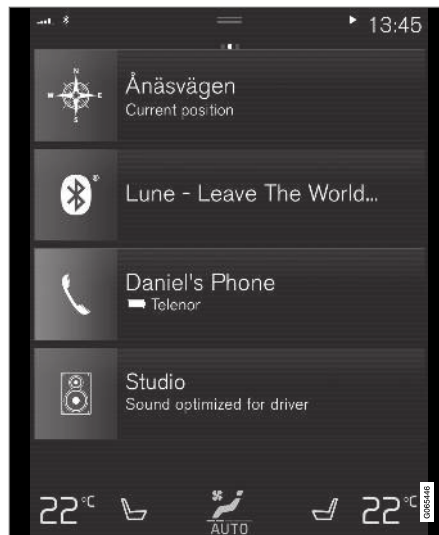 13:45
N
W E
S
Ånäsvägen
Current position
Lune - Leave The World...
Daniel's Phone
Telenor
Studio
Sound optimized for driver
22°C AUTO 22°C
G065446